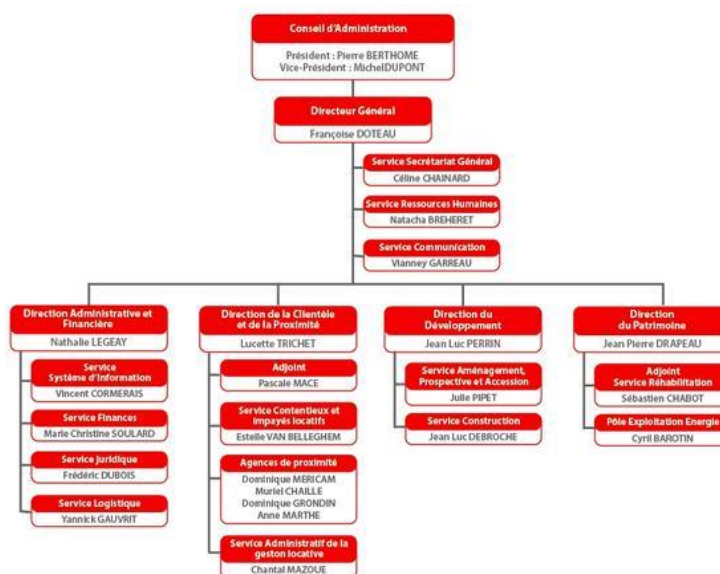 Conseil d'Administration
Président : Pierre BERTHOME
Vice-Président : MichelDUPONT
Directeur Général
Françoise DOTEAU
Service Secrétariat Général
Céline CHAINARD
Service Ressources Humaines
Natacha BREHERET
Service Communication
Vianney GARREAU
Direction Administrative et
Financière
Nathalie LEGEAY
Service
Système d'Information
Vincent CORMERAIS
Service Finances
Marie Christine SOULARD
Service Juridique
Frédéric DUBOIS
Service Logistique
Yannick GAUVRIT
Direction de la Clientèle
et de la Proximité
Lucette TRICHET
Adjoint
Pascale MACE
Service Contentieux et
impayés locatifs
Estelle VAN BELLEGHEM
Agences de proximité
Dominique MERICAM
Muriel CHAILLE
Dominique GRONDIN
Anne MARTHE
Service Administratif de la
geston locative
Chantal MAZOUE
Direction du
Développement
Jean Luc PERRIN
Service Aménagement,
Prospective et Accession
Julie PIPET
Service Construction
Jean Luc DEBROCHE
Direction
du Patrimoine
Jean Pierre DRAPEAU
Adjoint
Service Réhabilitation
Sébastien CHABOT
Pôle Exploitation Energie
Cyril BAROTIN